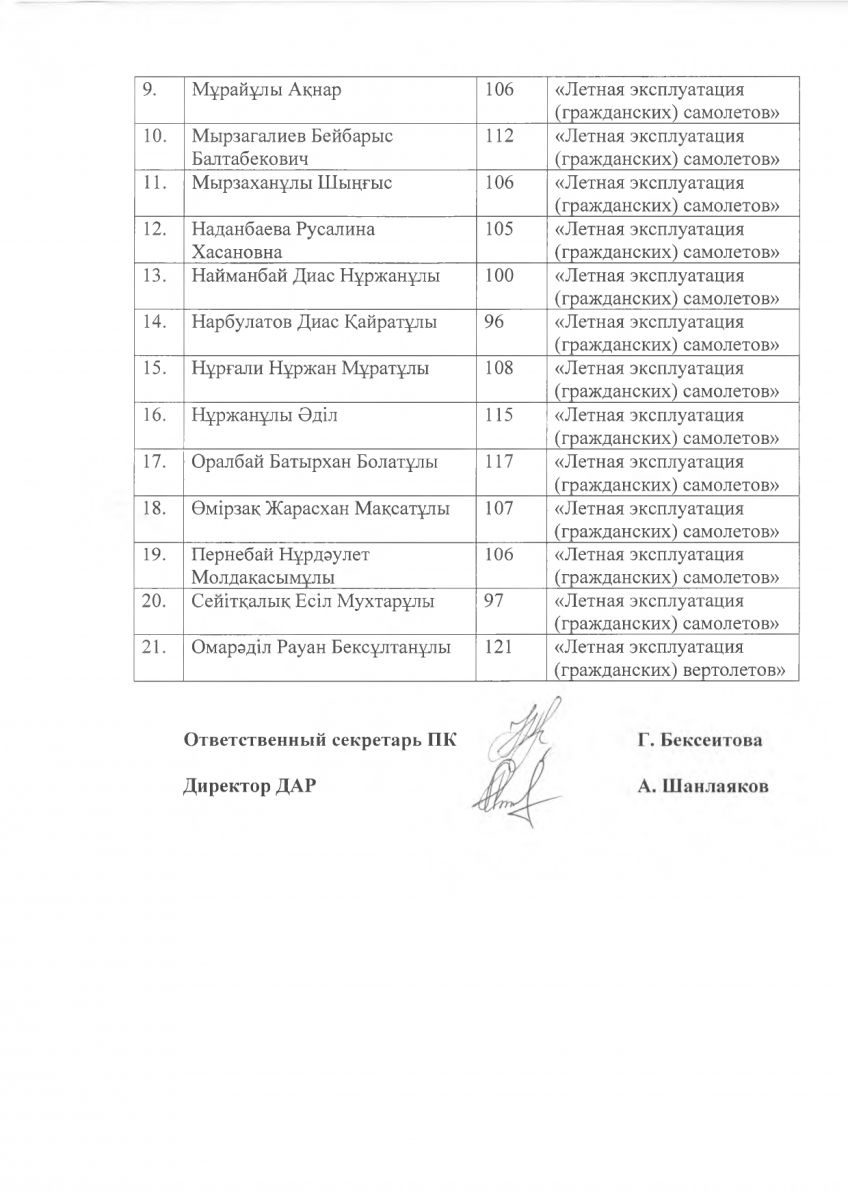 9. Мұрайұлы Ақнар 106 «Летная эксплуатация
(гражданских) самолетов»
10. Мырзагалиев Бейбарыс 112 «Летная эксплуатация
Балтабекович (гражданских) самолетов»
11. Мырзаханұлы Шыңғыс 106 «Летная эксплуатация
(гражданских) самолетов»
12. Наданбаева Русалина 105 «Летная эксплуатация
Хасановна (гражданских) самолетов»
13. Найманбай Диас Нұржанұлы 100 «Летная эксплуатация
(гражданских) самолетов»
14. Нарбулатов Диас Қайратұлы 96 «Летная эксплуатация
(гражданских) самолетов»
15. Нұрғали Нұржан Мұратұлы 108 «Летная эксплуатация
(гражданских) самолетов»
16. Нұржанұлы Әділ 115 «Летная эксплуатация
(гражданских) самолетов»
17. Оралбай Батырхан Болатұлы 117 «Летная эксплуатация
(гражданских) самолетов»
18. Өмірзақ Жарасхан Мақсатұлы 107 «Летная эксплуатация
(гражданских) самолетов»
19. Пернебай Нұрдәулет 106 «Летная эксплуатация
Молдакасымұлы (гражданских) самолетов»
20. Сейітқалық Есіл Мухтарұлы 97 «Летная эксплуатация
(гражданских) самолетов»
21. Омарәділ Рауан Бексұлтанұлы 121 «Летная эксплуатация
(гражданских) вертолетов»
Ответственный секретарь ПК Г. Бексеитова
Директор ДАР А. Шанлаяков